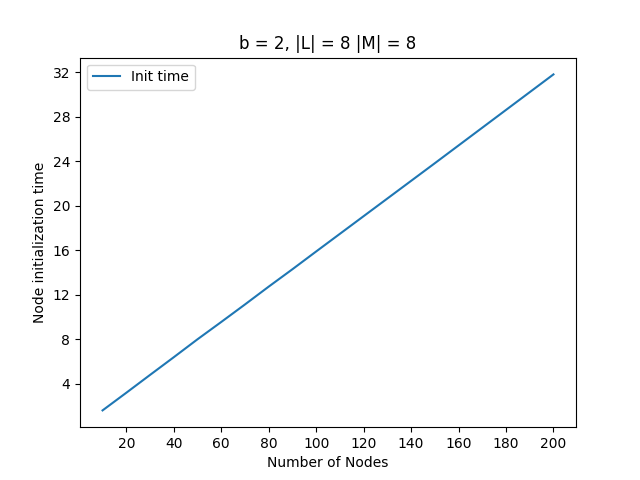 b = 2, |L| = 8 |M| = 8
Init time
32
28
24
20
16
12
8
4
Node initialization time
20 40 60 80 100 120 140 160 180 200
Number of Nodes